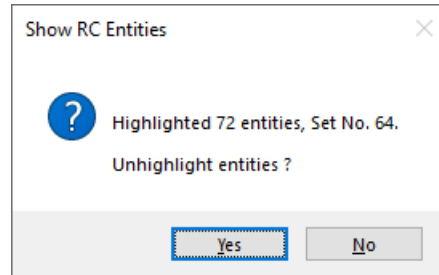 Show RC Entities
Highlighted 72 entities, Set No. 64.
Unhighlight entities ?
Yes
No